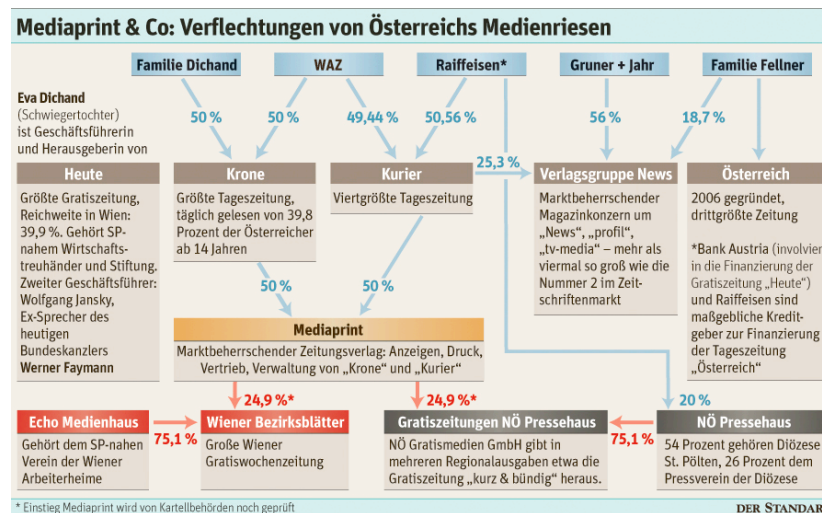 Mediaprint & Co: Verflechtungen von Österreichs Medienriesen
Familie Dichand
WAZ
Raiffeisen*
Gruner + Jahr
Familie Fellner
Eva Dichand
(Schwiegertochter)
ist Geschäftsführerin
und Herausgeberin von
50 %
50 %
49,44 %
50,56 %
56 %
18,7 %
25,3 %
Heute
Größte Gratiszeitung,
Reichweite in Wien:
39,9 %. Gehört SP-
nahem Wirtschafts-
treuhänder und Stiftung.
Zweiter Geschäftsführer:
Wolfgang Jansky,
Ex-Sprecher des
heutigen
Bundeskanzlers
Werner Faymann
Krone
Größte Tageszeitung,
täglich gelesen von 39,8
Prozent der Österreicher
ab 14 Jahren
Kurier
Viertgrößte Tageszeitung
Verlagsgruppe News
Marktbeherrschender
Magazinkonzern um
„News“, „profil“,
„tv-media“ – mehr als
viermal so groß wie die
Nummer 2 im Zeit-
schriftenmarkt
Österreich
2006 gegründet,
drittgrößte Zeitung
*Bank Austria (involviert
in die Finanzierung der
Gratiszeitung „Heute“)
und Raiffeisen sind
maßgebliche Kredit-
geber zur Finanzierung
der Tageszeitung
„Österreich“
50 %
50 %
Mediaprint
Marktbeherrschender Zeitungsverlag: Anzeigen, Druck,
Vertrieb, Verwaltung von „Krone“ und „Kurier“
24,9 %*
24,9 %*
20 %
Echo Medienhaus
Gehört dem SP-nahen
Verein der Wiener
Arbeiterheime
75,1 %
Wiener Bezirksblätter
Große Wiener
Gratiswochenzeitung
Gratiszeitungen NÖ Pressehaus
NÖ Gratismedien GmbH gibt in
mehreren Regionalausgaben etwa die
Gratiszeitung „kurz & bündig“ heraus.
75,1 %
NÖ Pressehaus
54 Prozent gehören Diözese
St. Pölten, 26 Prozent dem
Pressverein der Diözese
* Einstieg Mediaprint wird von Kartellbehörden noch geprüft
DER STANDAR